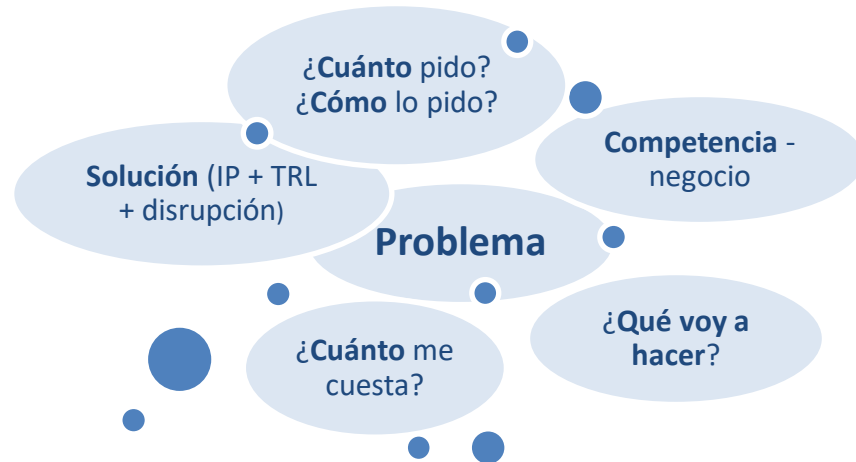 ¿Cuánto pido?
¿Cómo lo pido?
Competencia -
negocio
Solución (IP + TRL
+ disrupción)
Problema
¿Qué voy a
hacer?
¿Cuánto me
cuesta?